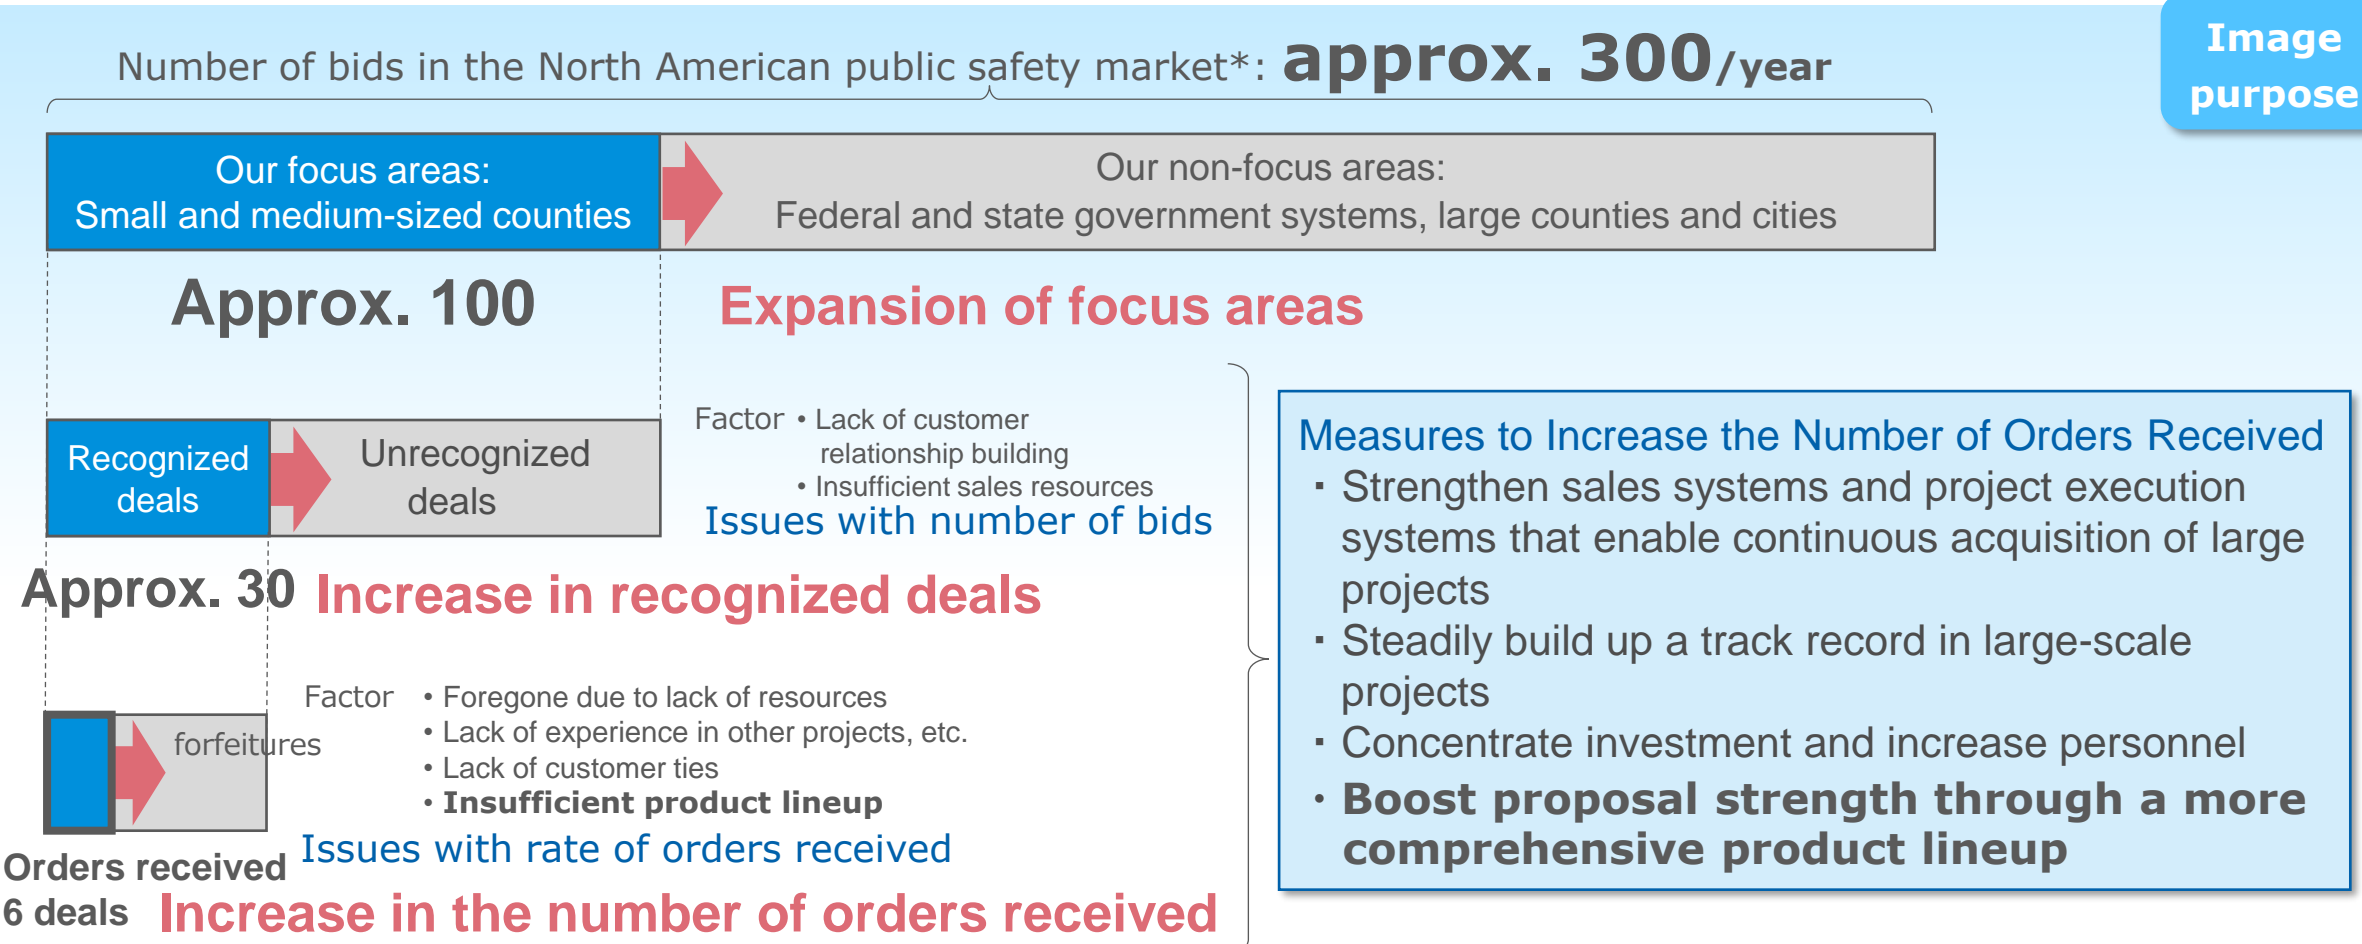 Image
purpose
Number of bids in the North American public safety market*: approx. 300/year
Our focus areas:
Small and medium-sized counties
Our non-focus areas:
Federal and state government systems, large counties and cities
Approx. 100
Expansion of focus areas
Recognized
deals
Unrecognized
deals
Factor • Lack of customer
relationship building
• Insufficient sales resources
Issues with number of bids
Approx. 30
Increase in recognized deals
forfeitures
Factor • Foregone due to lack of resources
• Lack of experience in other projects, etc.
• Lack of customer ties
• Insufficient product lineup
Issues with rate of orders received
Orders received
6 deals
Increase in the number of orders received
Measures to Increase the Number of Orders Received
・Strengthen sales systems and project execution
systems that enable continuous acquisition of large
projects
・Steadily build up a track record in large-scale
projects
・Concentrate investment and increase personnel
・Boost proposal strength through a more
comprehensive product lineup